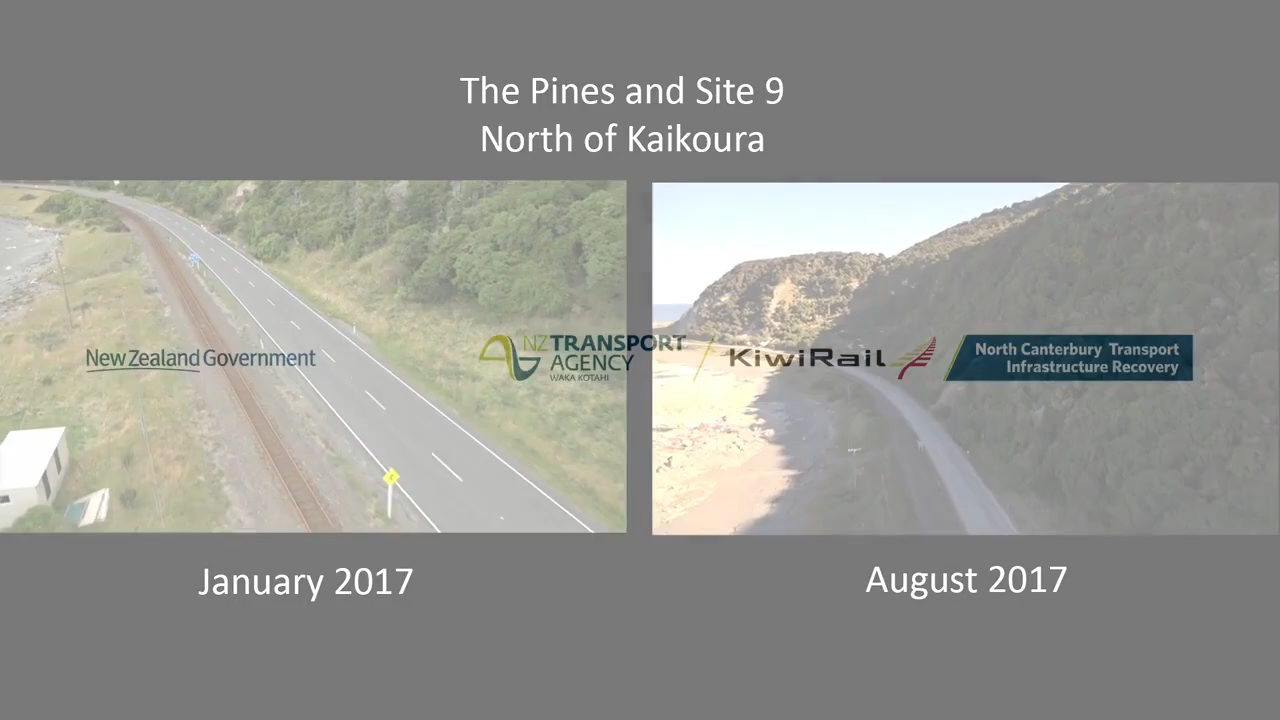 The Pines and Site 9
North of Kaikoura
New Zealand Government
NZ TRANSPORT
AGENCY
WAKA KOTAHI
KiwiRail
North Canterbury Transport
Infrastructure Recovery
January 2017
August 2017